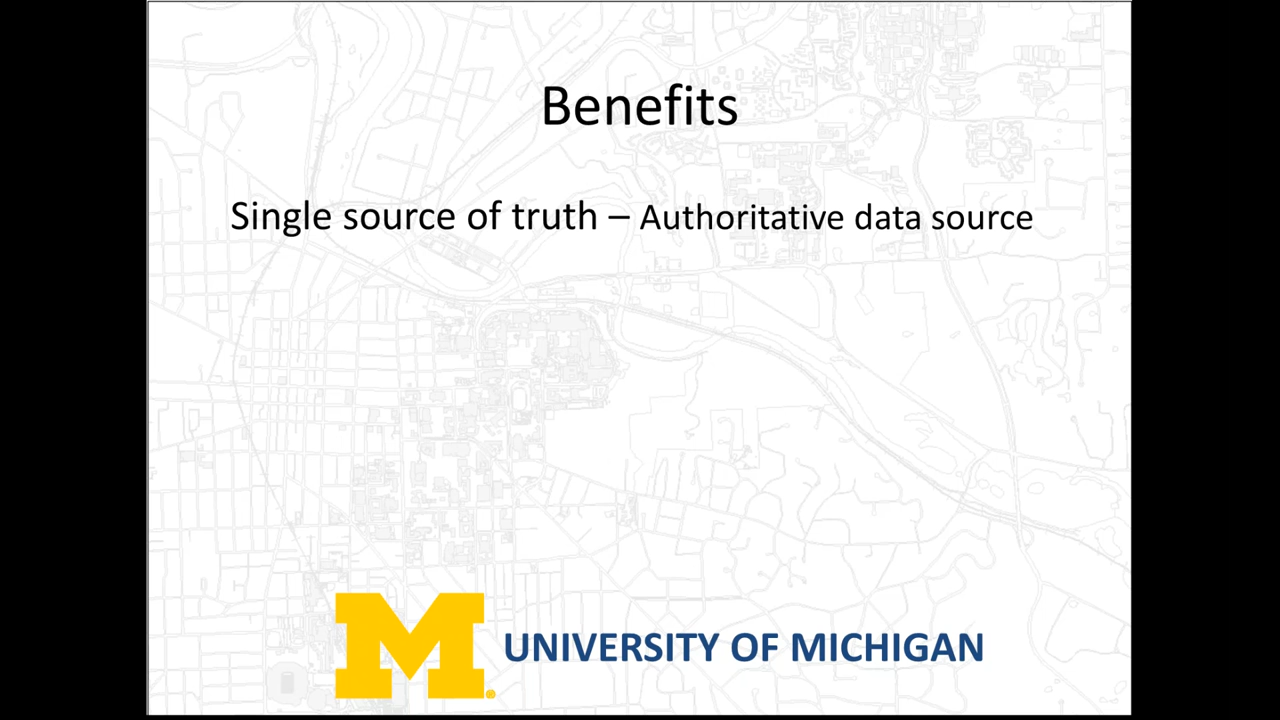 Benefits
Single source of truth – Authoritative data source
M®
UNIVERSITY OF MICHIGAN